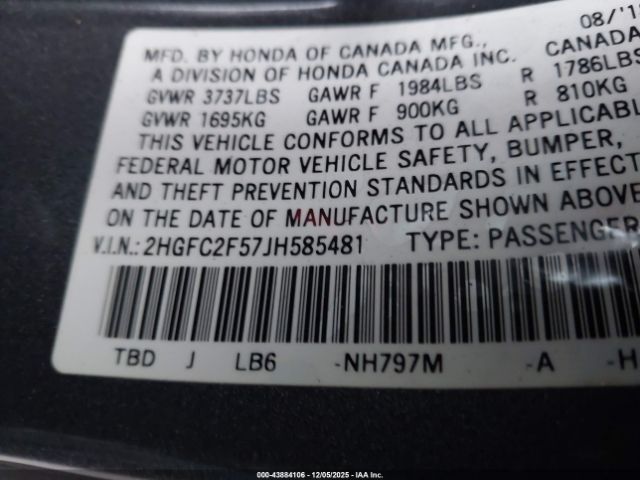 08/'1
MFD. BY HONDA OF CANADA MFG., CANADA
A DIVISION OF HONDA CANADA INC.
GVWR 3737LBS GAWR F 1984LBS R 1786LBS
GVWR 1695KG GAWR F 900KG R 810KG
THIS VEHICLE CONFORMS TO ALL APPLICABL
FEDERAL MOTOR VEHICLE SAFETY, BUMPER,
AND THEFT PREVENTION STANDARDS IN EFFECT
ON THE DATE OF MANUFACTURE SHOWN ABOVE
V.I.N.: 2HGFC2F57JH585481 TYPE: PASSENGER
TBD J LB6 -NH797M -A -H
000-43884106 - 12/05/2025 - IAA Inc.